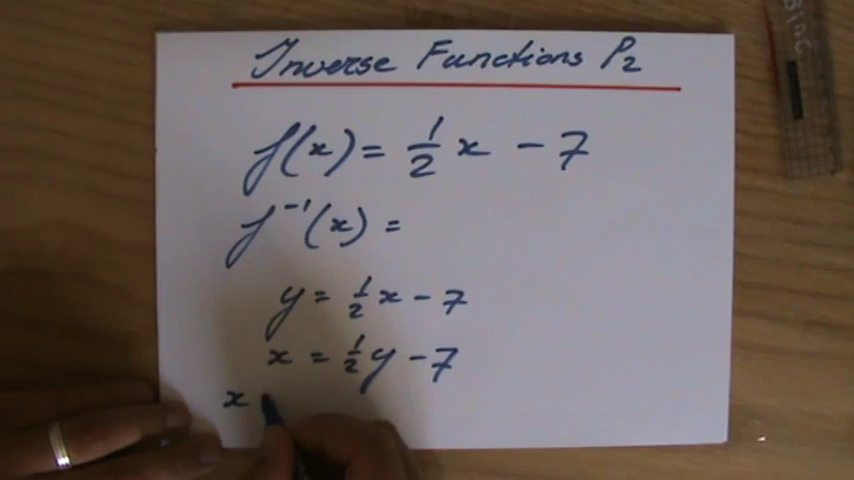 Inverse Functions P2
f(x) = 1/2 x - 7
f⁻¹(x) =
y = 1/2 x - 7
x = 1/2 y - 7
x